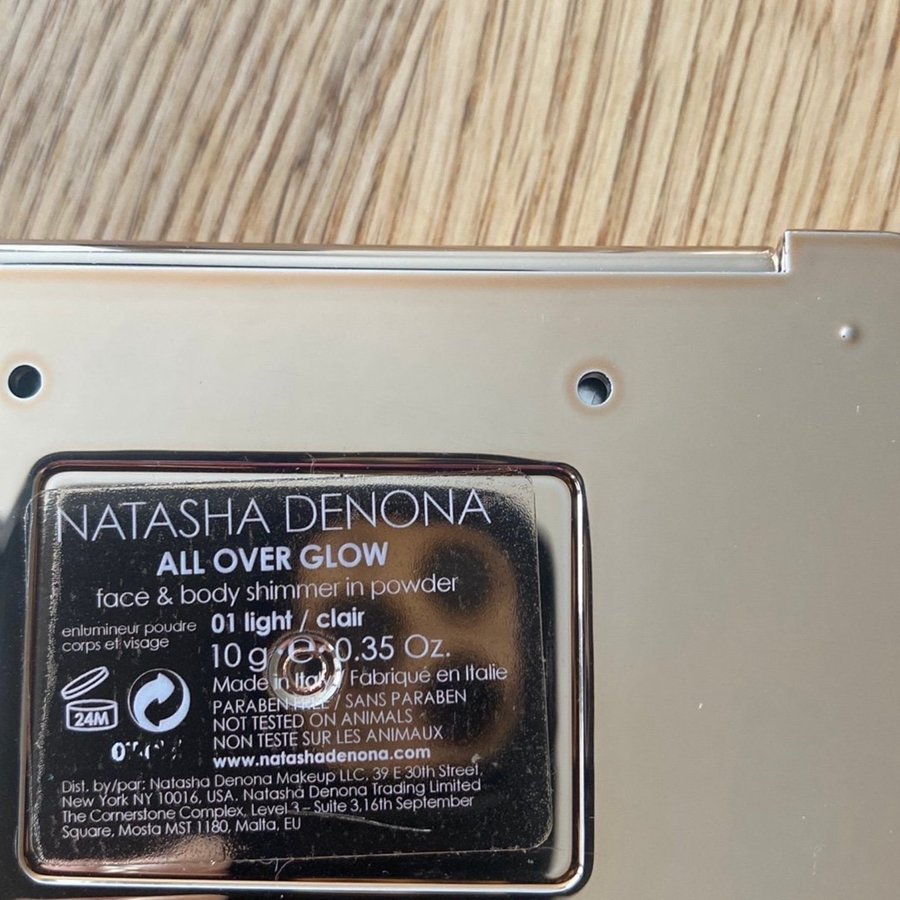 NATASHA DENONA
ALL OVER GLOW
face & body shimmer in powder
enlumineur poudre
corps et visage
01 light / clair
10 g e 0.35 Oz.
Made in Italy / Fabriqué en Italie
PARABEN FREE / SANS PARABEN
NOT TESTED ON ANIMALS
NON TESTÉ SUR LES ANIMAUX
www.natashadenona.com
24M
Dist. by/par: Natasha Denona Makeup LLC, 39 E 30th Street,
New York NY 10016, USA. Natasha Denona Trading Limited
The Cornerstone Complex, Level 3 – Suite 3,16th September
Square, Mosta MST 1180, Malta, EU